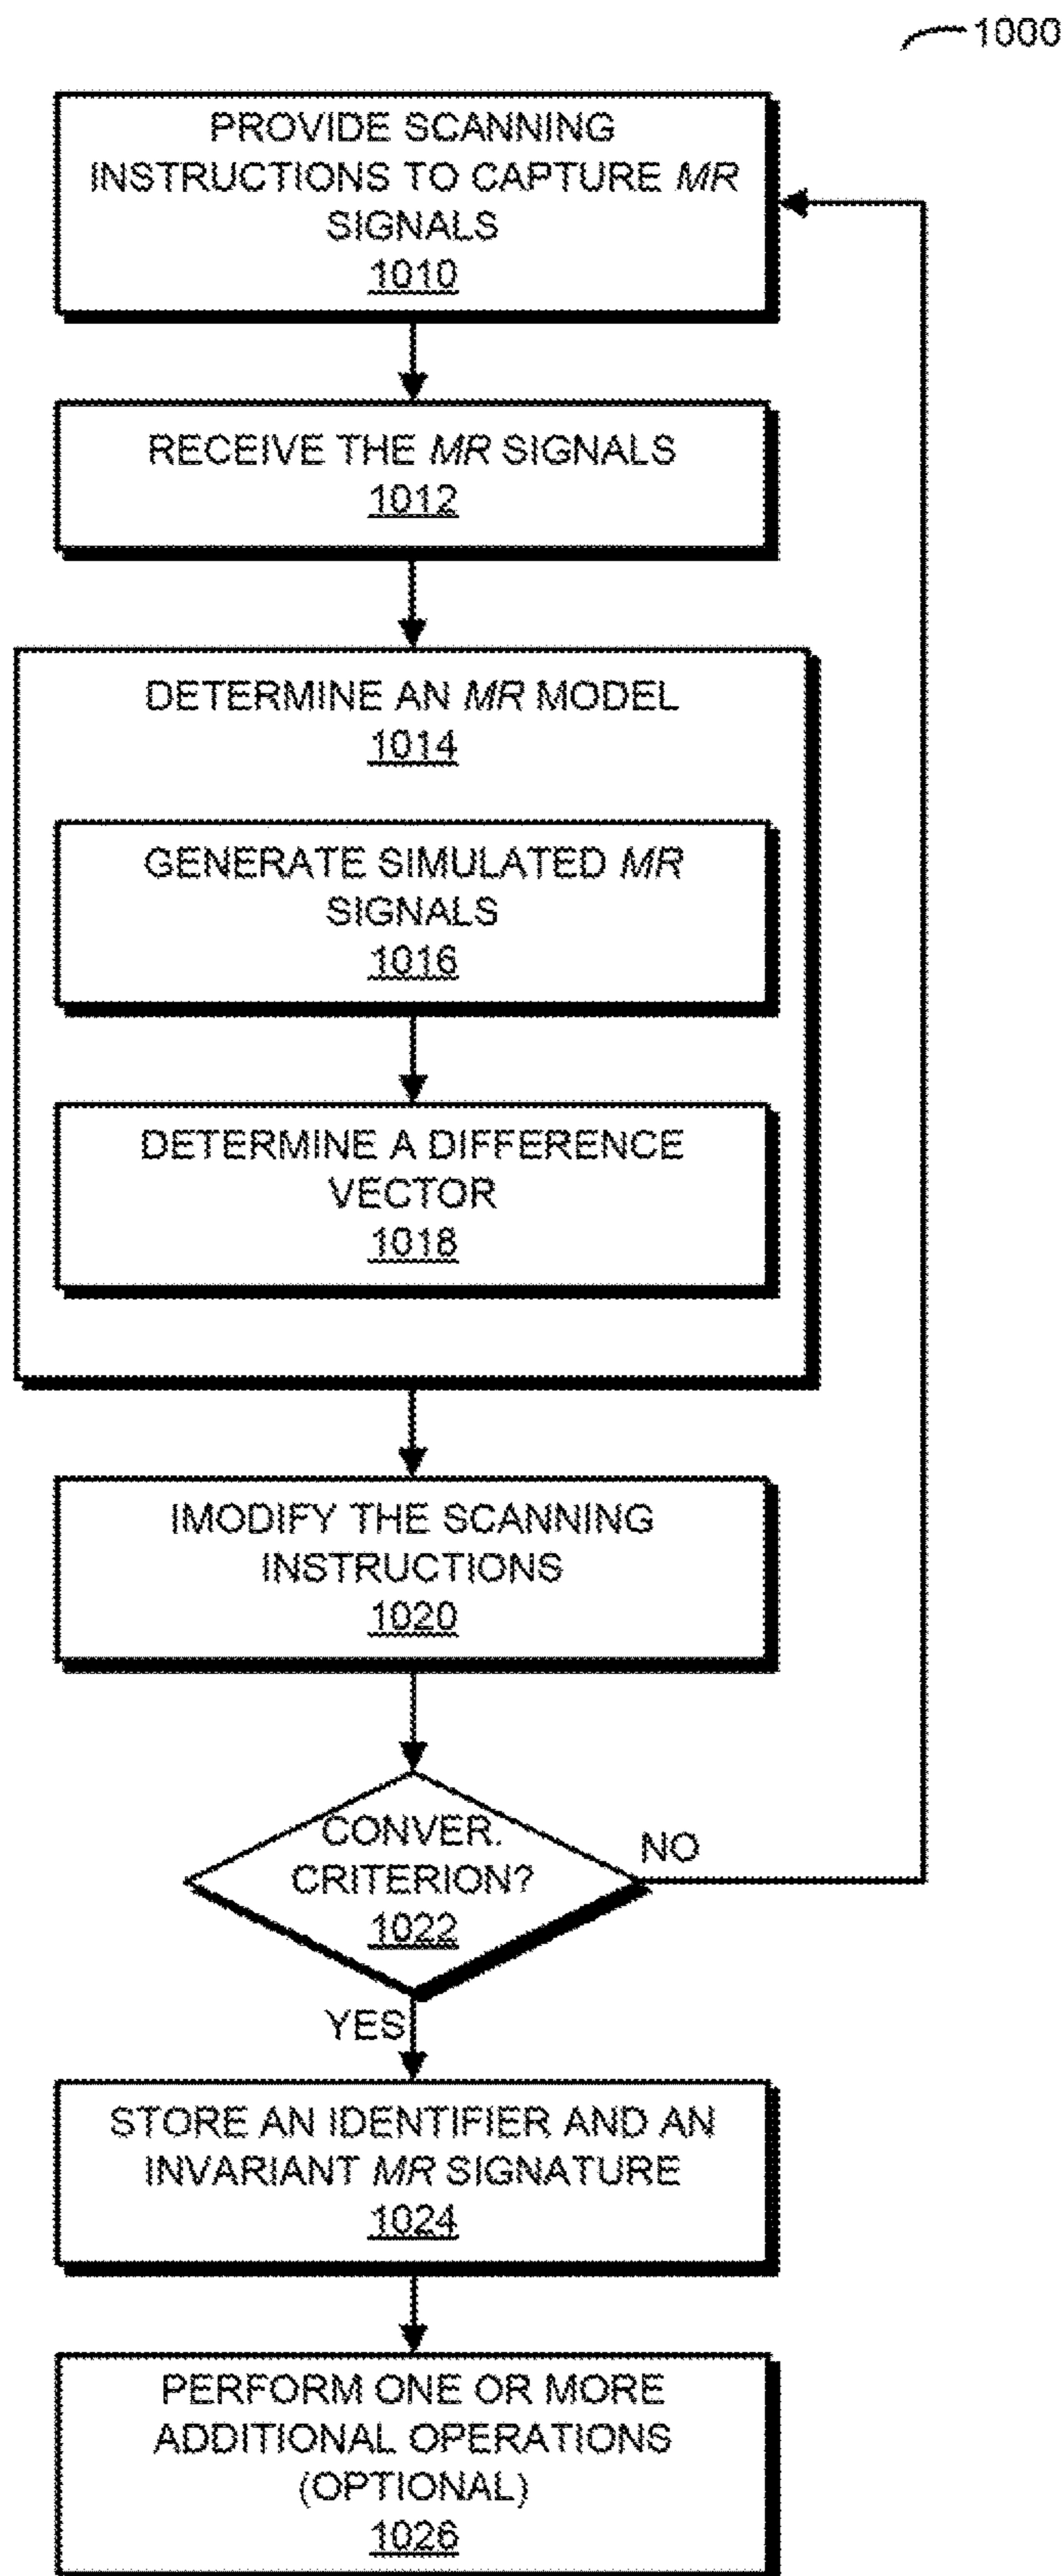 1000
PROVIDE SCANNING
INSTRUCTIONS TO CAPTURE MR
SIGNALS
1010
RECEIVE THE MR SIGNALS
1012
DETERMINE AN MR MODEL
1014
GENERATE SIMULATED MR
SIGNALS
1016
DETERMINE A DIFFERENCE
VECTOR
1018
IMODIFY THE SCANNING
INSTRUCTIONS
1020
CONVER.
CRITERION?
1022
NO
YES
STORE AN IDENTIFIER AND AN
INVARIANT MR SIGNATURE
1024
PERFORM ONE OR MORE
ADDITIONAL OPERATIONS
(OPTIONAL)
1026